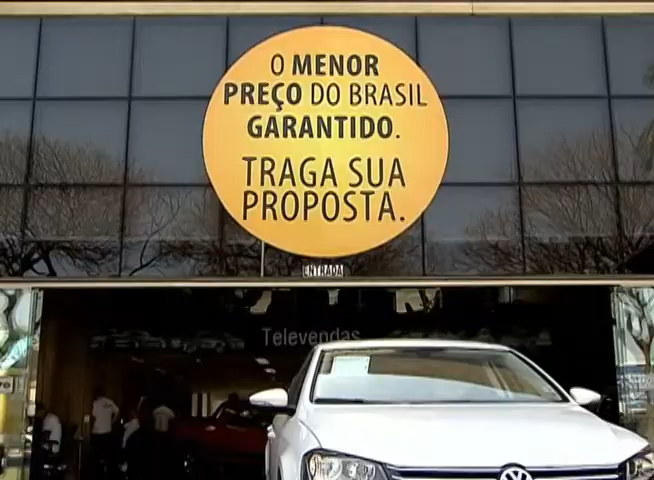 O MENOR
PREÇO DO BRASIL
GARANTIDO.
TRAGA SUA
PROPOSTA.
ENTRADA
Televendas